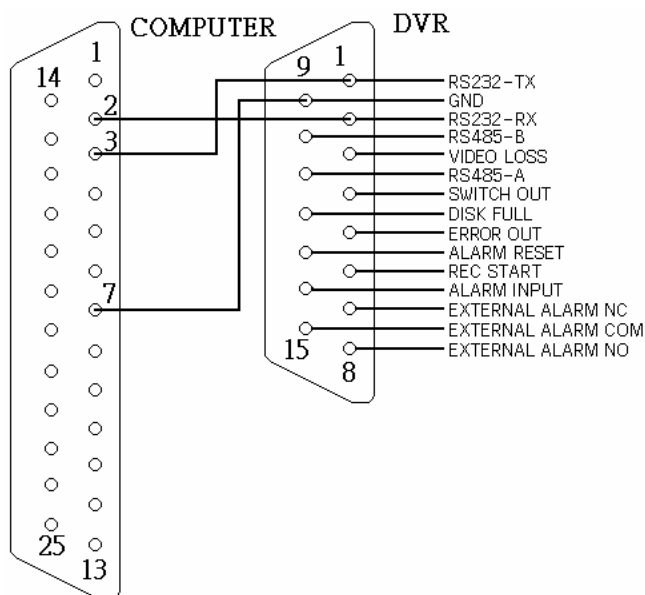 COMPUTER
DVR
1
14
2
3
7
25
13
9
1
15
8
RS232-TX
GND
RS232-RX
RS485-B
VIDEO LOSS
RS485-A
SWITCH OUT
DISK FULL
ERROR OUT
ALARM RESET
REC START
ALARM INPUT
EXTERNAL ALARM NC
EXTERNAL ALARM COM
EXTERNAL ALARM NO